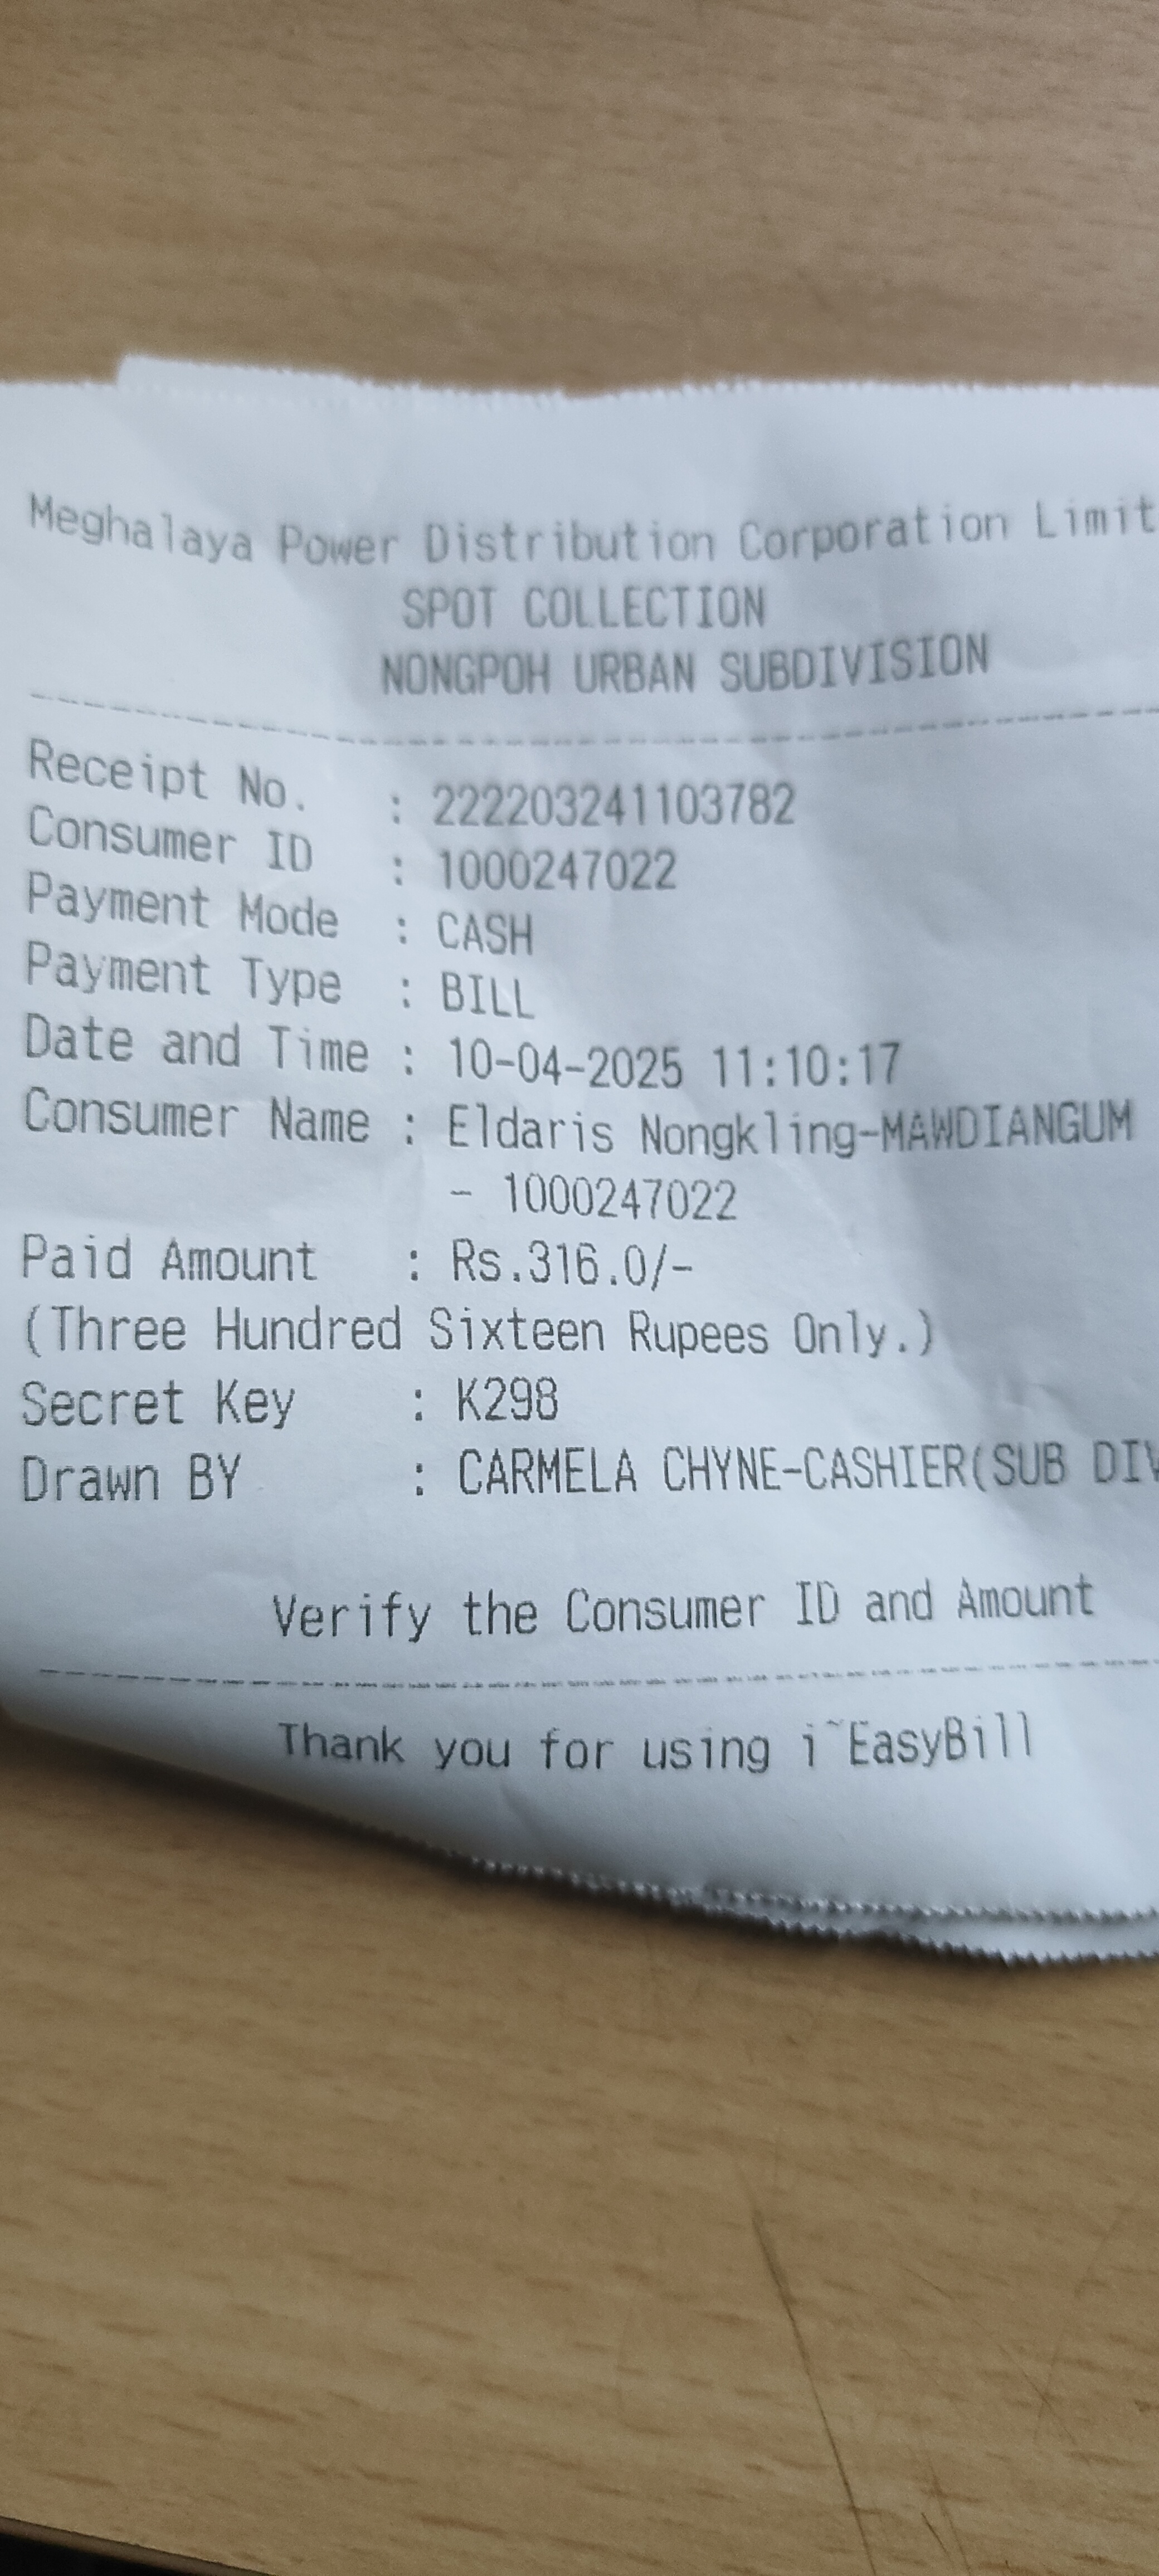 Meghalaya Power Distribution Corporation Limit
SPOT COLLECTION
NONGPOH URBAN SUBDIVISION
Receipt No. : 222203241103782
Consumer ID : 1000247022
Payment Mode : CASH
Payment Type : BILL
Date and Time : 10-04-2025 11:10:17
Consumer Name : Eldaris Nongkling-MAWDIANGUM
- 1000247022
Paid Amount : Rs.316.0/-
(Three Hundred Sixteen Rupees Only.)
Secret Key : K298
Drawn BY : CARMELA CHYNE-CASHIER(SUB DIV
Verify the Consumer ID and Amount
Thank you for using i~EasyBill